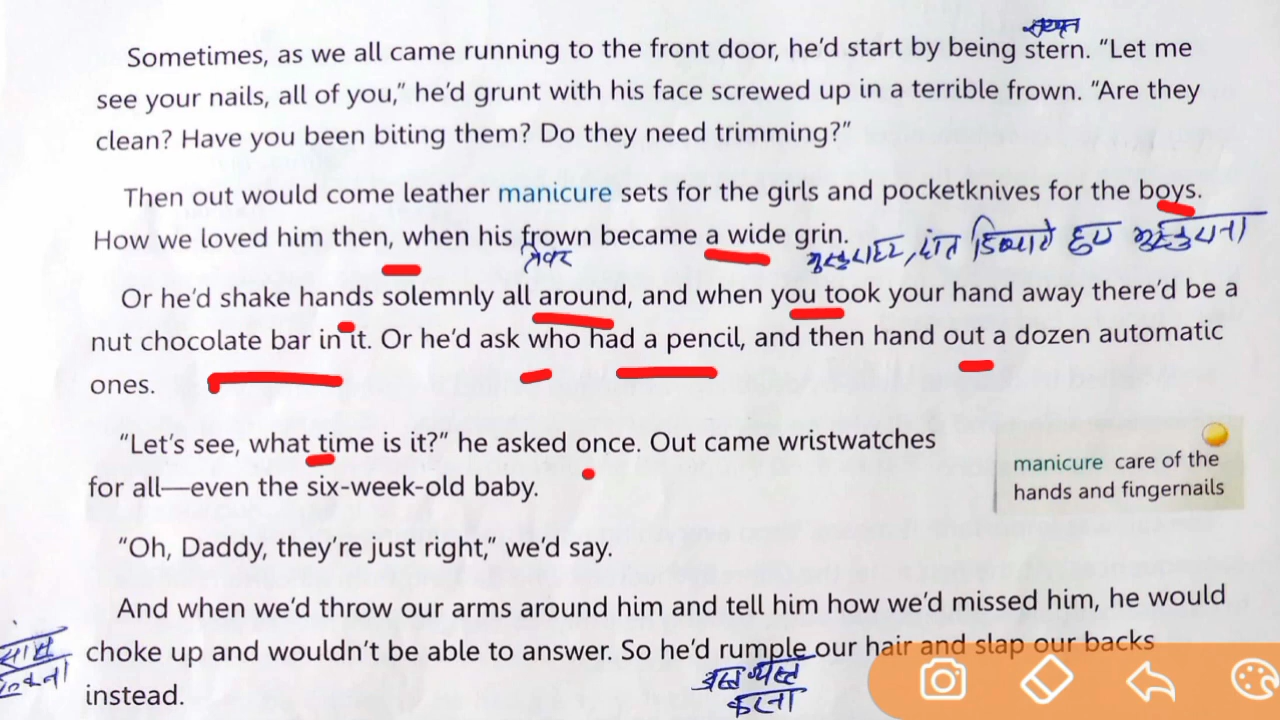 सख्त
Sometimes, as we all came running to the front door, he'd start by being stern. "Let me
see your nails, all of you," he'd grunt with his face screwed up in a terrible frown. "Are they
clean? Have you been biting them? Do they need trimming?"
Then out would come leather manicure sets for the girls and pocketknives for the boys.
How we loved him then, when his frown became a wide grin.
Or he'd shake hands solemnly all around, and when you took your hand away there'd be a
nut chocolate bar in it. Or he'd ask who had a pencil, and then hand out a dozen automatic
ones.
"Let's see, what time is it?" he asked once. Out came wristwatches
for all—even the six-week-old baby.
manicure care of the
hands and fingernails
"Oh, Daddy, they're just right," we'd say.
And when we'd throw our arms around him and tell him how we'd missed him, he would
choke up and wouldn't be able to answer. So he'd rumple our hair and slap our backs
instead.
करना